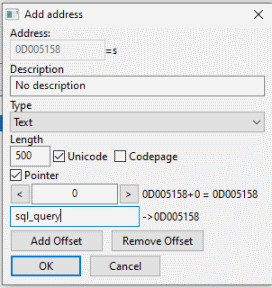 Add address
Address:
0D005158 =s
Description
No description
Type
Text
Length
500 Unicode Codepage
Pointer
< 0 > 0D005158+0 = 0D005158
sql_query ->0D005158
Add Offset Remove Offset
OK Cancel